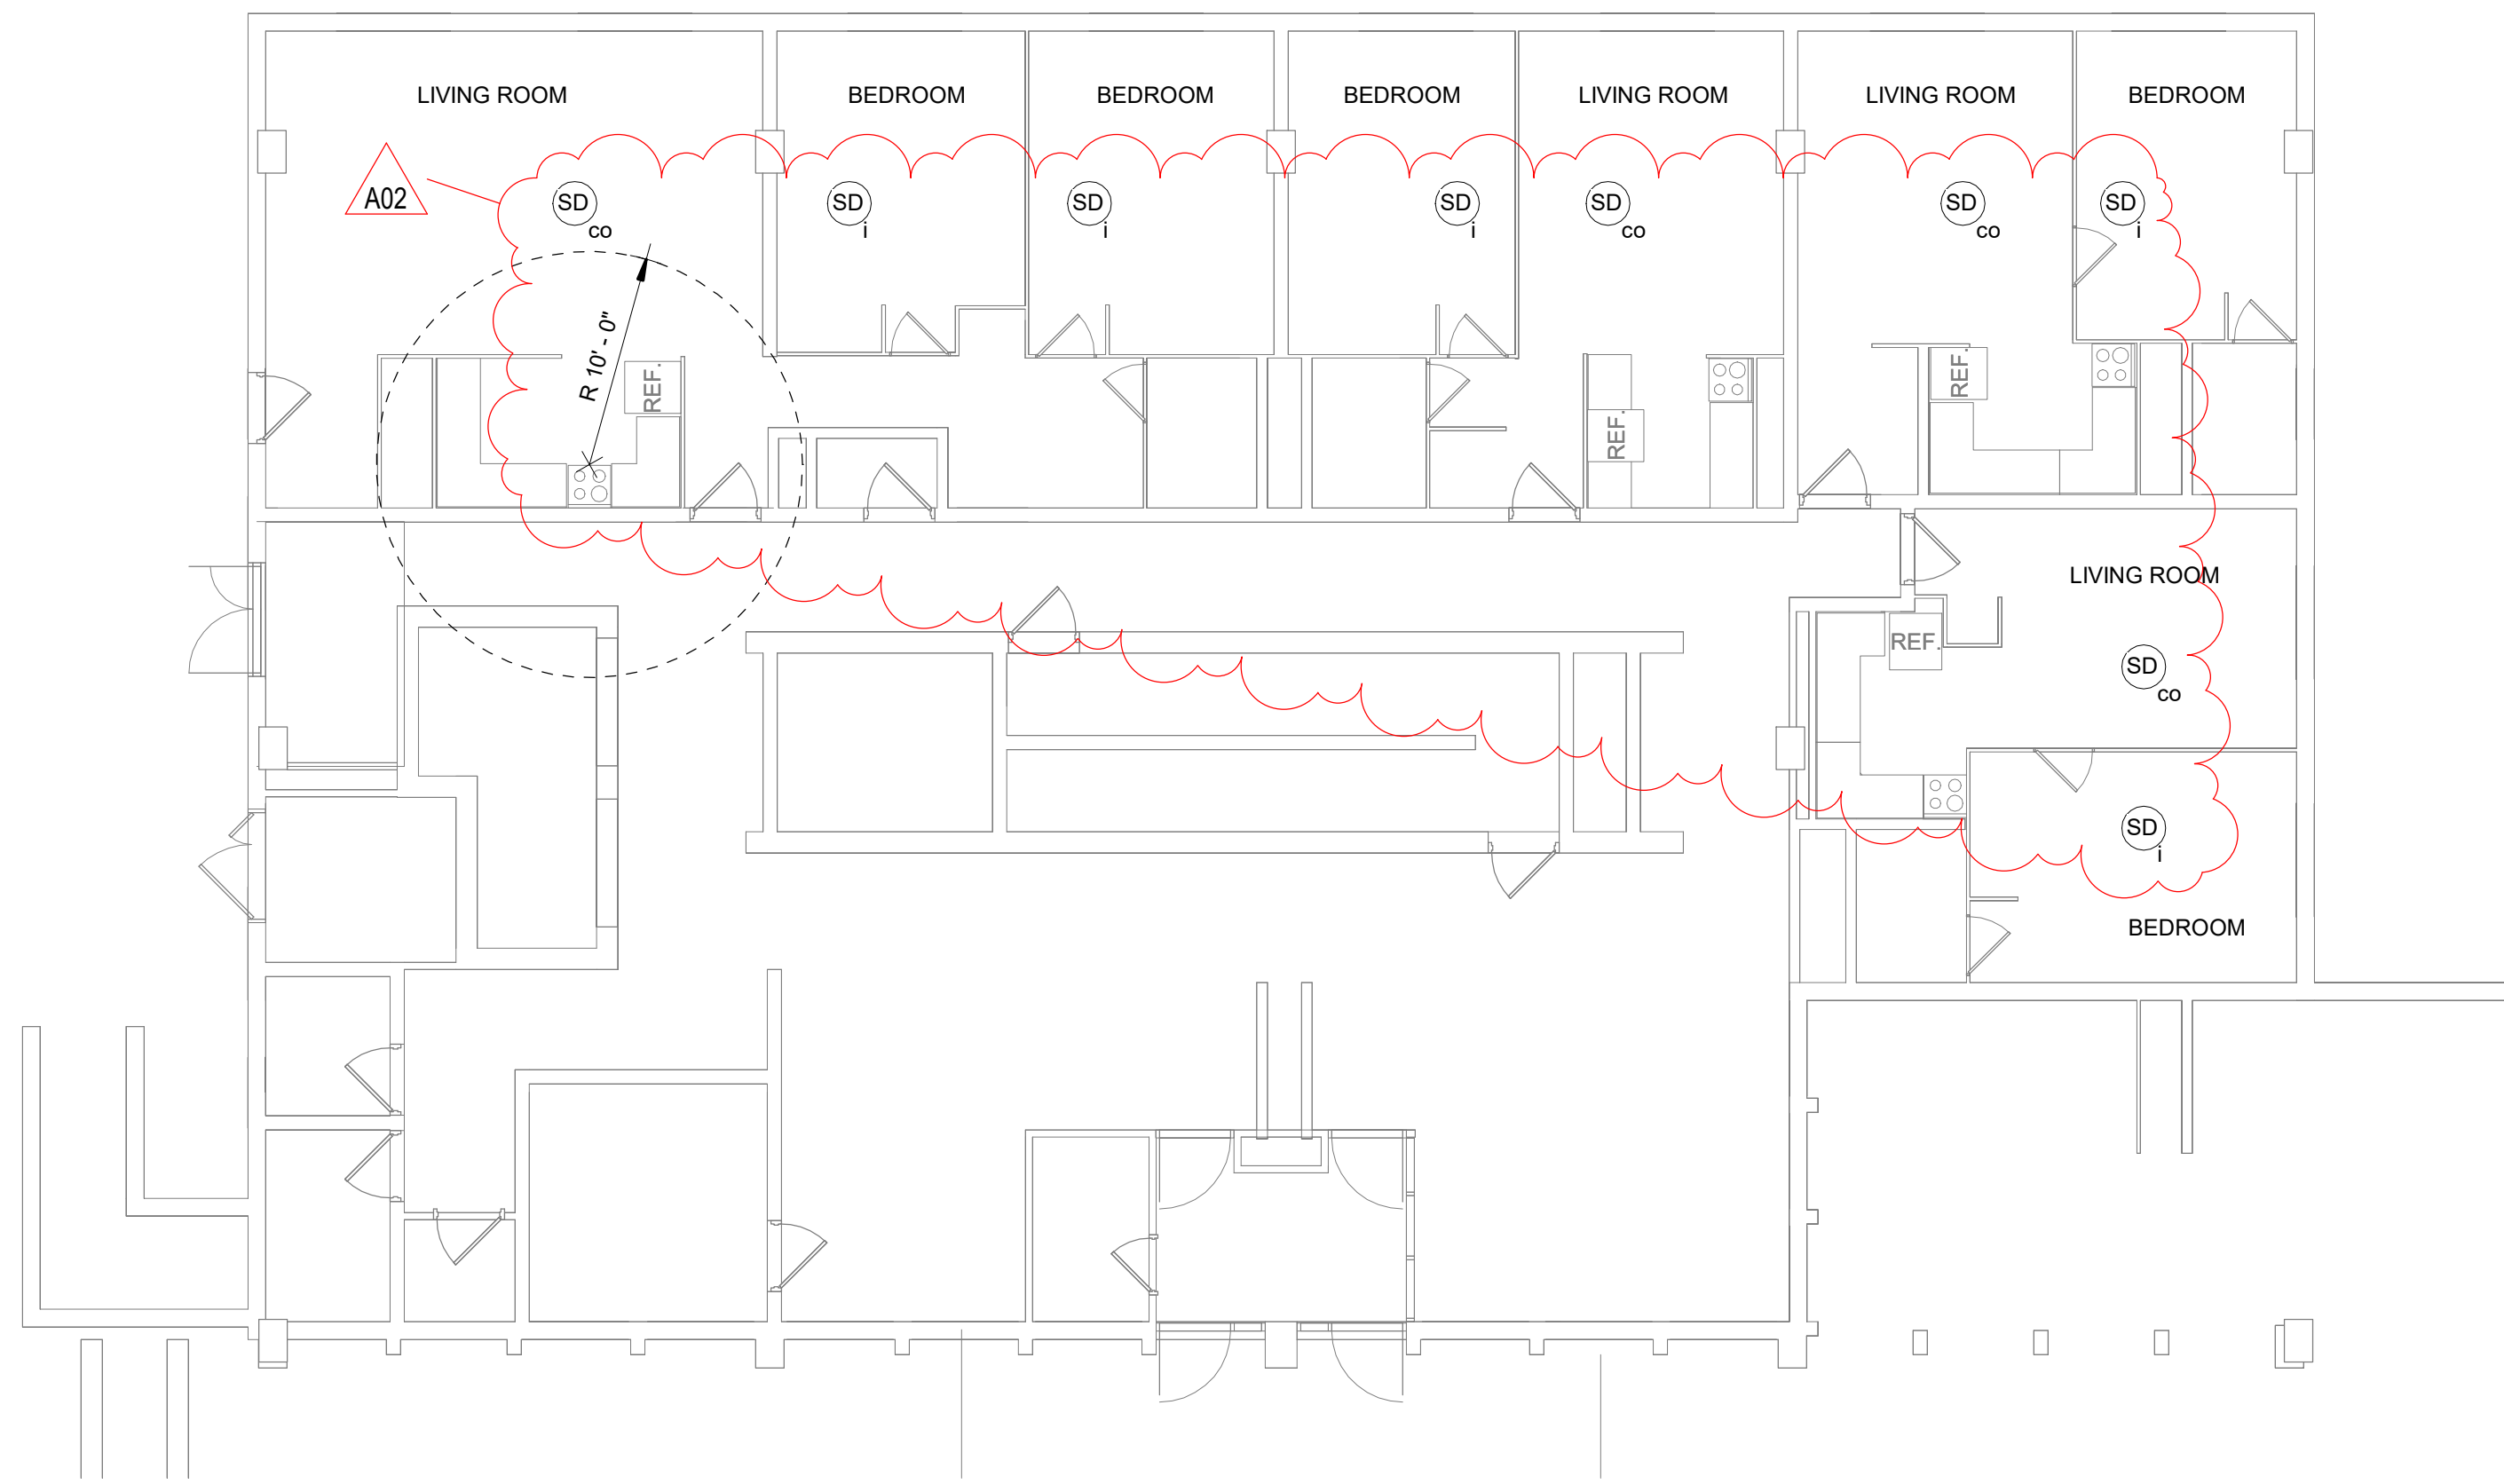 LIVING ROOM
BEDROOM
BEDROOM
BEDROOM
LIVING ROOM
LIVING ROOM
BEDROOM
A02
SD
co
SD
i
SD
i
SD
i
SD
co
SD
co
SD
i
R 10' - 0"
REF.
REF.
REF.
LIVING ROOM
REF.
SD
co
SD
i
BEDROOM